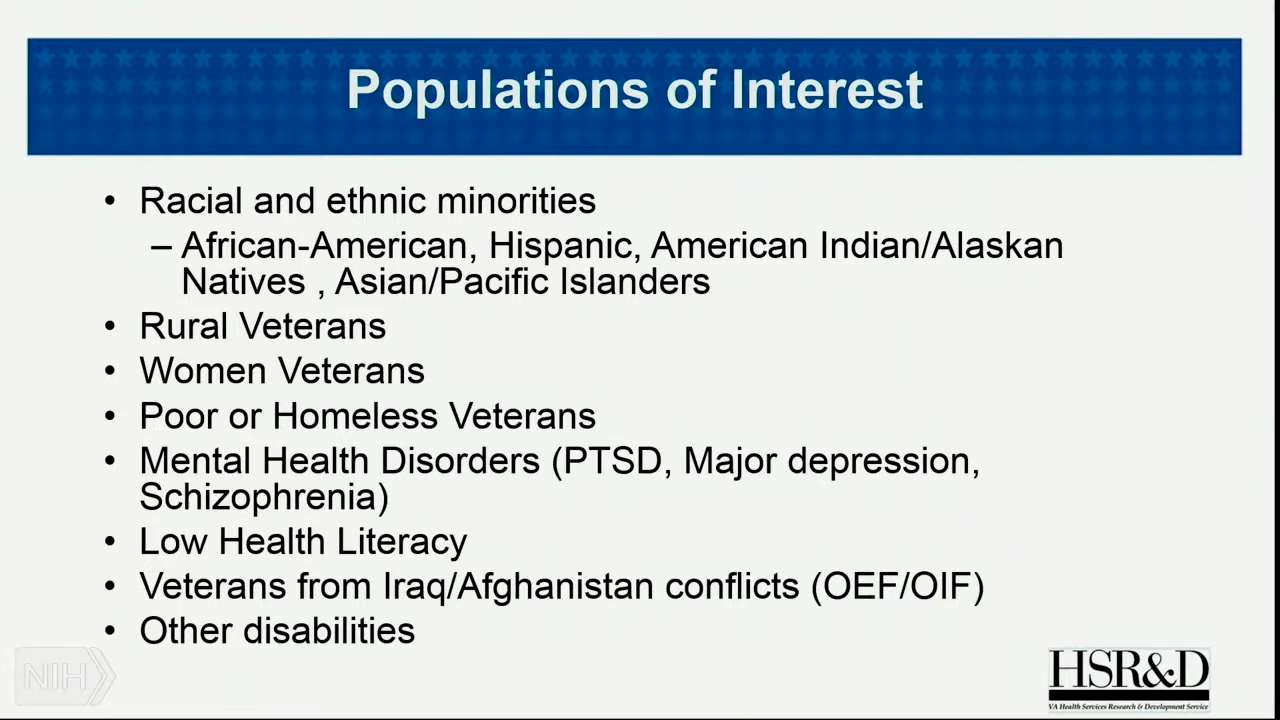 Populations of Interest
• Racial and ethnic minorities
– African-American, Hispanic, American Indian/Alaskan
Natives , Asian/Pacific Islanders
• Rural Veterans
• Women Veterans
• Poor or Homeless Veterans
• Mental Health Disorders (PTSD, Major depression,
Schizophrenia)
• Low Health Literacy
• Veterans from Iraq/Afghanistan conflicts (OEF/OIF)
• Other disabilities
NIH
HSR&D
VA Health Services Research & Development Service